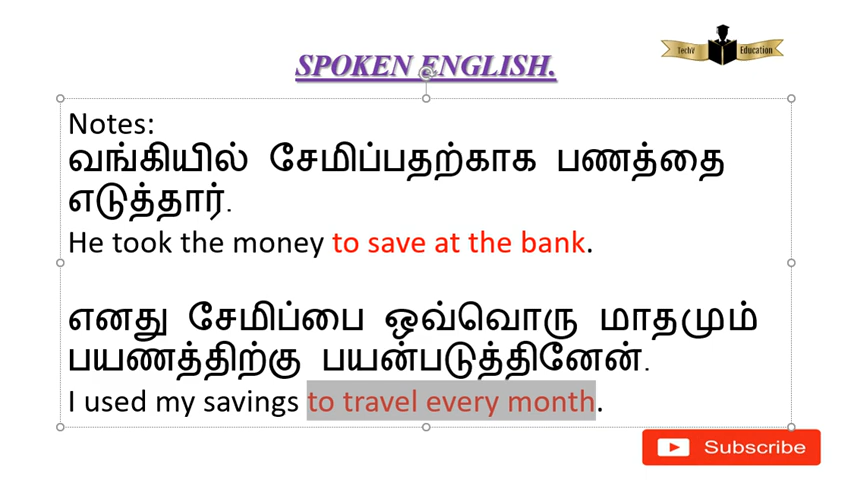 TechV Education
SPOKEN ENGLISH.
Notes:
வங்கியில் சேமிப்பதற்காக பணத்தை
எடுத்தார்.
He took the money to save at the bank.
எனது சேமிப்பை ஒவ்வொரு மாதமும்
பயணத்திற்கு பயன்படுத்தினேன்.
I used my savings to travel every month.
Subscribe